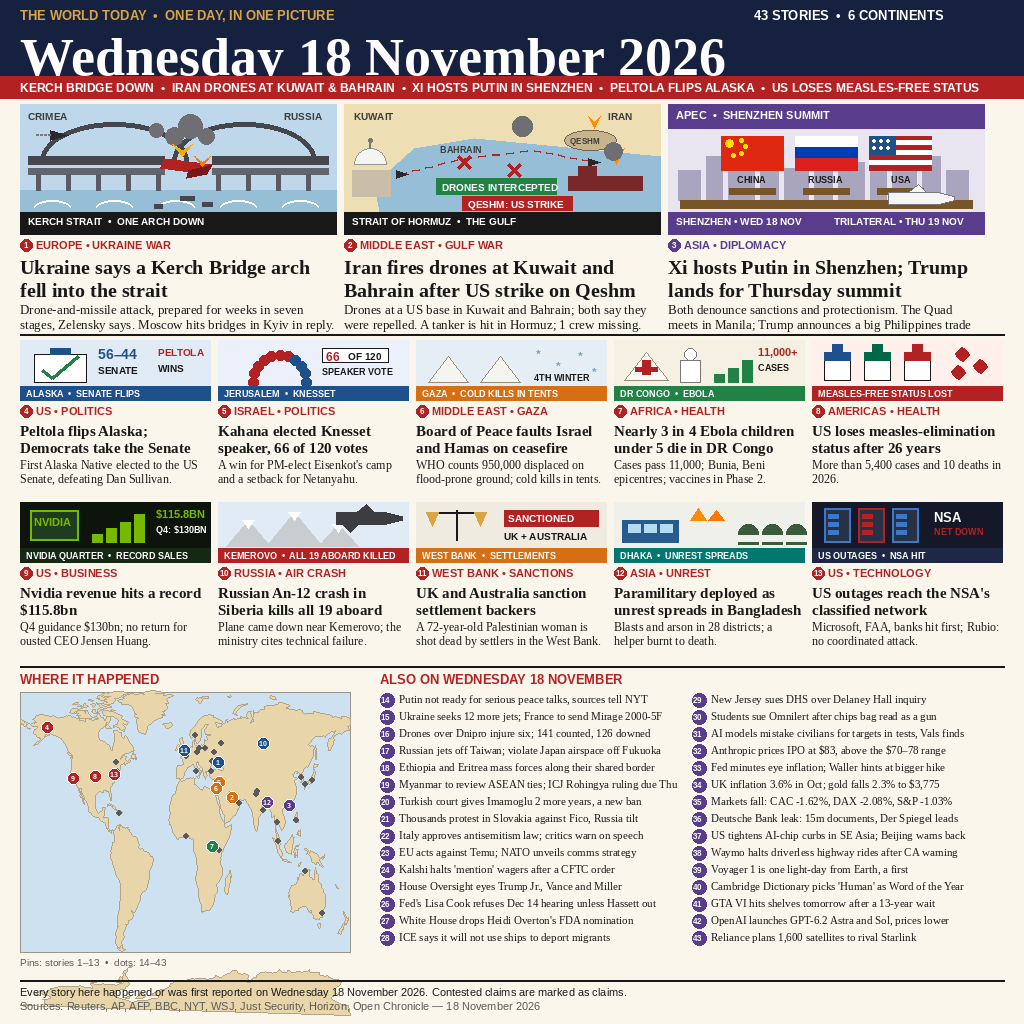 THE WORLD TODAY • ONE DAY, IN ONE PICTURE
43 STORIES • 6 CONTINENTS
Wednesday 18 November 2026
KERCH BRIDGE DOWN • IRAN DRONES AT KUWAIT & BAHRAIN • XI HOSTS PUTIN IN SHENZHEN • PELTOLA FLIPS ALASKA • US LOSES MEASLES-FREE STATUS
CRIMEA
RUSSIA
KERCH STRAIT • ONE ARCH DOWN
1 EUROPE • UKRAINE WAR
Ukraine says a Kerch Bridge arch
fell into the strait
Drone-and-missile attack, prepared for weeks in seven
stages, Zelensky says. Moscow hits bridges in Kyiv in reply.
KUWAIT
IRAN
BAHRAIN
QESHM
DRONES INTERCEPTED
QESHM: US STRIKE
STRAIT OF HORMUZ • THE GULF
2 MIDDLE EAST • GULF WAR
Iran fires drones at Kuwait and
Bahrain after US strike on Qeshm
Drones at a US base in Kuwait and Bahrain; both say they
were repelled. A tanker is hit in Hormuz; 1 crew missing.
APEC • SHENZHEN SUMMIT
CHINA
RUSSIA
USA
SHENZHEN • WED 18 NOV
TRILATERAL • THU 19 NOV
3 ASIA • DIPLOMACY
Xi hosts Putin in Shenzhen; Trump
lands for Thursday summit
Both denounce sanctions and protectionism. The Quad
meets in Manila; Trump announces a big Philippines trade
56–44
SENATE
PELTOLA
WINS
ALASKA • SENATE FLIPS
4 US • POLITICS
Peltola flips Alaska;
Democrats take the Senate
First Alaska Native elected to the US
Senate, defeating Dan Sullivan.
66 OF 120
SPEAKER VOTE
JERUSALEM • KNESSET
5 ISRAEL • POLITICS
Kahana elected Knesset
speaker, 66 of 120 votes
A win for PM-elect Eisenkot's camp
and a setback for Netanyahu.
4TH WINTER
GAZA • COLD KILLS IN TENTS
6 MIDDLE EAST • GAZA
Board of Peace faults Israel
and Hamas on ceasefire
WHO counts 950,000 displaced on
flood-prone ground; cold kills in tents.
11,000+
CASES
DR CONGO • EBOLA
7 AFRICA • HEALTH
Nearly 3 in 4 Ebola children
under 5 die in DR Congo
Cases pass 11,000; Bunia, Beni
epicentres; vaccines in Phase 2.
MEASLES-FREE STATUS LOST
8 AMERICAS • HEALTH
US loses measles-elimination
status after 26 years
More than 5,400 cases and 10 deaths in
2026.
NVIDIA
$115.8BN
Q4: $130BN
NVIDIA QUARTER • RECORD SALES
9 US • BUSINESS
Nvidia revenue hits a record
$115.8bn
Q4 guidance $130bn; no return for
ousted CEO Jensen Huang.
KEMEROVO • ALL 19 ABOARD KILLED
10 RUSSIA • AIR CRASH
Russian An-12 crash in
Siberia kills all 19 aboard
Plane came down near Kemerovo; the
ministry cites technical failure.
SANCTIONED
UK + AUSTRALIA
WEST BANK • SETTLEMENTS
11 WEST BANK • SANCTIONS
UK and Australia sanction
settlement backers
A 72-year-old Palestinian woman is
shot dead by settlers in the West Bank.
DHAKA • UNREST SPREADS
12 ASIA • UNREST
Paramilitary deployed as
unrest spreads in Bangladesh
Blasts and arson in 28 districts; a
helper burnt to death.
NSA
NET DOWN
US OUTAGES • NSA HIT
13 US • TECHNOLOGY
US outages reach the NSA's
classified network
Microsoft, FAA, banks hit first; Rubio:
no coordinated attack.
WHERE IT HAPPENED
4
10
11
1
9
8
13
6
2
12
3
7
Pins: stories 1–13 • dots: 14–43
ALSO ON WEDNESDAY 18 NOVEMBER
14 Putin not ready for serious peace talks, sources tell NYT
15 Ukraine seeks 12 more jets; France to send Mirage 2000-5F
16 Drones over Dnipro injure six; 141 counted, 126 downed
17 Russian jets off Taiwan; violate Japan airspace off Fukuoka
18 Ethiopia and Eritrea mass forces along their shared border
19 Myanmar to review ASEAN ties; ICJ Rohingya ruling due Thu
20 Turkish court gives Imamoglu 2 more years, a new ban
21 Thousands protest in Slovakia against Fico, Russia tilt
22 Italy approves antisemitism law; critics warn on speech
23 EU acts against Temu; NATO unveils comms strategy
24 Kalshi halts 'mention' wagers after a CFTC order
25 House Oversight eyes Trump Jr., Vance and Miller
26 Fed's Lisa Cook refuses Dec 14 hearing unless Hassett out
27 White House drops Heidi Overton's FDA nomination
28 ICE says it will not use ships to deport migrants
29 New Jersey sues DHS over Delaney Hall inquiry
30 Students sue Omnilert after chips bag read as a gun
31 AI models mistake civilians for targets in tests, Vals finds
32 Anthropic prices IPO at $83, above the $70–78 range
33 Fed minutes eye inflation; Waller hints at bigger hike
34 UK inflation 3.6% in Oct; gold falls 2.3% to $3,775
35 Markets fall: CAC -1.62%, DAX -2.08%, S&P -1.03%
36 Deutsche Bank leak: 15m documents, Der Spiegel leads
37 US tightens AI-chip curbs in SE Asia; Beijing warns back
38 Waymo halts driverless highway rides after CA warning
39 Voyager 1 is one light-day from Earth, a first
40 Cambridge Dictionary picks 'Human' as Word of the Year
41 GTA VI hits shelves tomorrow after a 13-year wait
42 OpenAI launches GPT-6.2 Astra and Sol, prices lower
43 Reliance plans 1,600 satellites to rival Starlink
Every story here happened or was first reported on Wednesday 18 November 2026. Contested claims are marked as claims.
Sources: Reuters, AP, AFP, BBC, NYT, WSJ, Just Security, Horizon, Open Chronicle — 18 November 2026